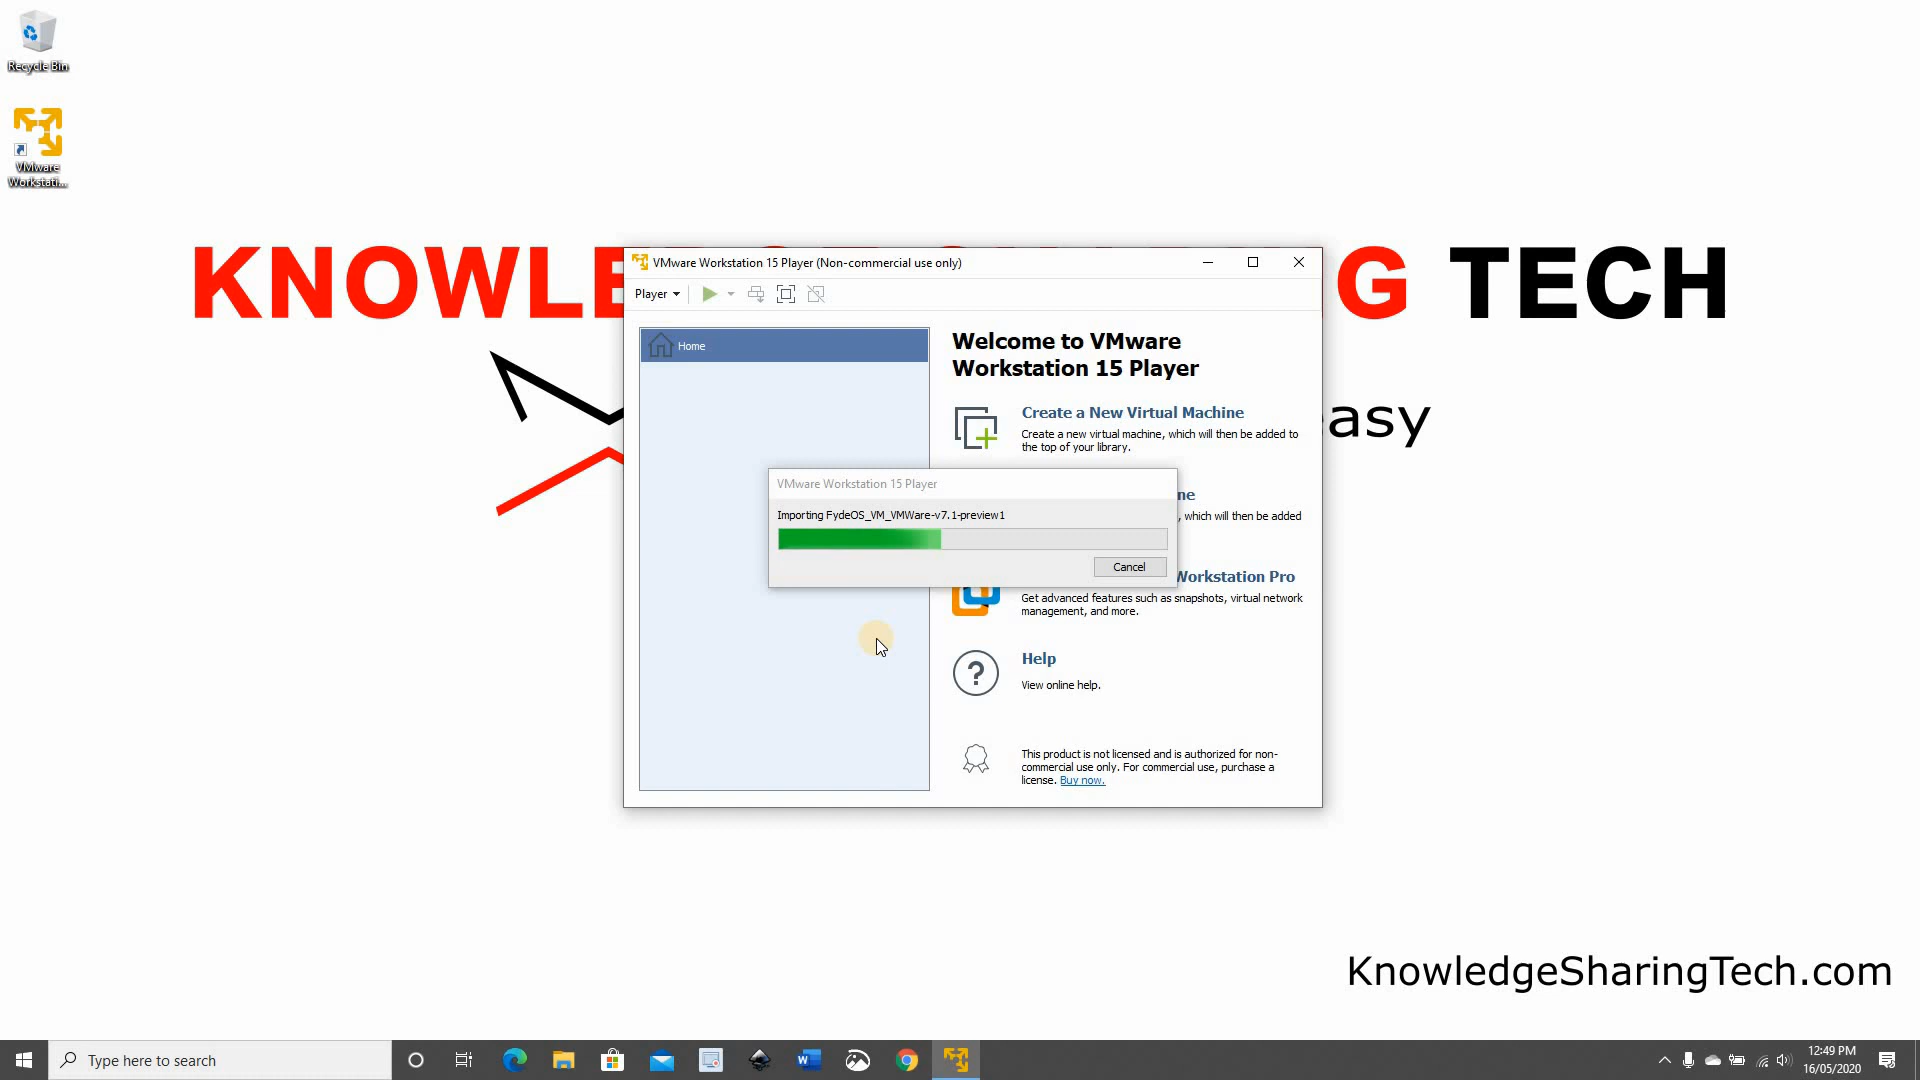 Recycle Bin
VMware
Workstati...
KNOWLE
G TECH
easy
VMware Workstation 15 Player (Non-commercial use only)
Player
Home
Welcome to VMware
Workstation 15 Player
Create a New Virtual Machine
Create a new virtual machine, which will then be added to
the top of your library.
ne
, which will then be added
VMware Workstation 15 Player
Importing FydeOS_VM_VMWare-v7.1-preview1
Cancel
Workstation Pro
Get advanced features such as snapshots, virtual network
management, and more.
Help
View online help.
This product is not licensed and is authorized for non-
commercial use only. For commercial use, purchase a
license. Buy now.
KnowledgeSharingTech.com
Type here to search
12:49 PM
16/05/2020